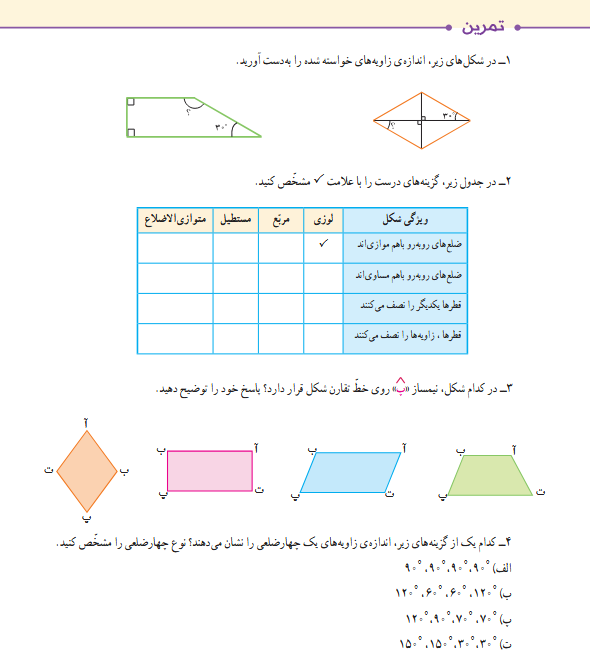 تمرین
۱ــ در شکل‌های زیر، اندازه‌ی زاویه‌های خواسته شده را به‌دست آورید.
۳۰°
؟
؟
۳۰°
۲ــ در جدول زیر، گزینه‌های درست را با علامت ✓ مشخّص کنید.
ویژگی شکل لوزی مربّع مستطیل متوازی‌الاضلاع
ضلع‌های روبه‌رو باهم موازی‌اند ✓
ضلع‌های روبه‌رو باهم مساوی‌اند
قطرها یکدیگر را نصف می‌کنند
قطرها ، زاویه‌ها را نصف می‌کنند
۳ــ در کدام شکل، نیمساز «ب̂» روی خطّ تقارن شکل قرار دارد؟ پاسخ خود را توضیح دهید.
آ ب پ ت
آ ب پ ت
آ ب پ ت
آ ب پ ت
۴ــ کدام یک از گزینه‌های زیر، اندازه‌ی زاویه‌های یک چهارضلعی را نشان می‌دهند؟ نوع چهارضلعی را مشخّص کنید.
الف) ۹۰°، ۹۰°، ۹۰°، ۹۰°
ب) ۱۲۰°، ۶۰°، ۶۰°، ۱۲۰°
پ) ۷۰°، ۷۰°، ۹۰°، ۱۲۰°
ت) ۳۰°، ۳۰°، ۱۵۰°، ۱۵۰°